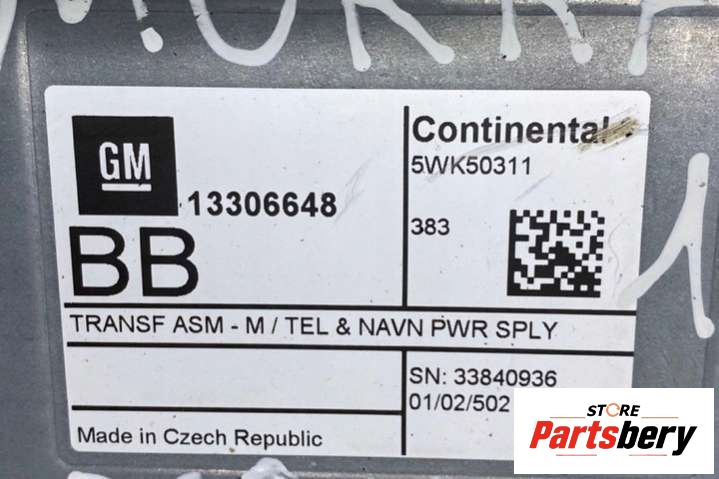 GM
13306648
BB
Continental
5WK50311
383
1
TRANSF ASM - M / TEL & NAVN PWR SPLY
SN: 33840936
01/02/502
Made in Czech Republic
STORE
Partsbery